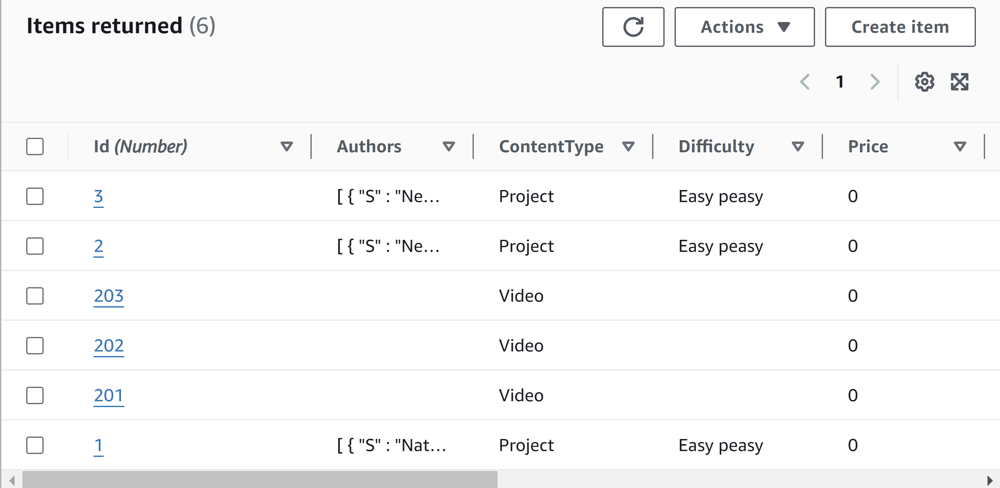 Items returned (6)
Actions
Create item
1
Id (Number) Authors ContentType Difficulty Price
3 [ { "S" : "Ne... Project Easy peasy 0
2 [ { "S" : "Ne... Project Easy peasy 0
203 Video 0
202 Video 0
201 Video 0
1 [ { "S" : "Nat... Project Easy peasy 0